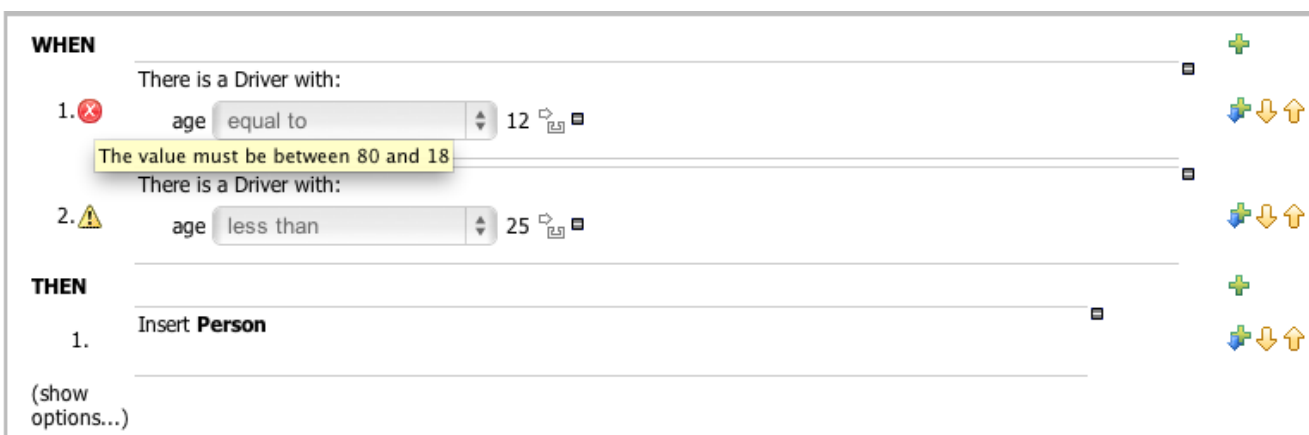 WHEN
There is a Driver with:
1.
age equal to 12
The value must be between 80 and 18
There is a Driver with:
2.
age less than 25
THEN
Insert Person
1.
(show
options...)